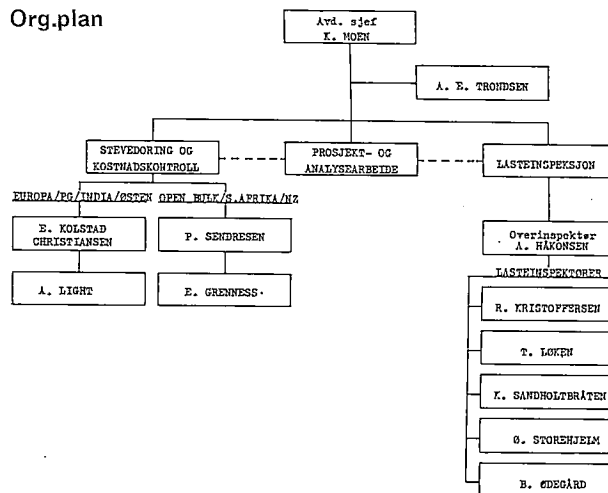 Org.plan
Avd. sjef
K. MOEN
A. E. TRONDSEN
STEVEDORING OG
KOSTNADSKONTROLL
PROSJEKT- OG
ANALYSEARBEIDE
LASTEINSPEKSJON
EUROPA/PG/INDIA/ØSTEN
OPEN BULK/S.AFRIKA/NZ
E. KOLSTAD
CHRISTIANSEN
P. SENDRESEN
Overinspektør
A. HÅKONSEN
A. LIGHT
E. GRENNESS
LASTEINSPEKTØRER
R. KRISTOFFERSEN
T. LØKEN
K. SANDHOLTBRÅTEN
Ø. STOREHJELM
B. ØDEGÅRD